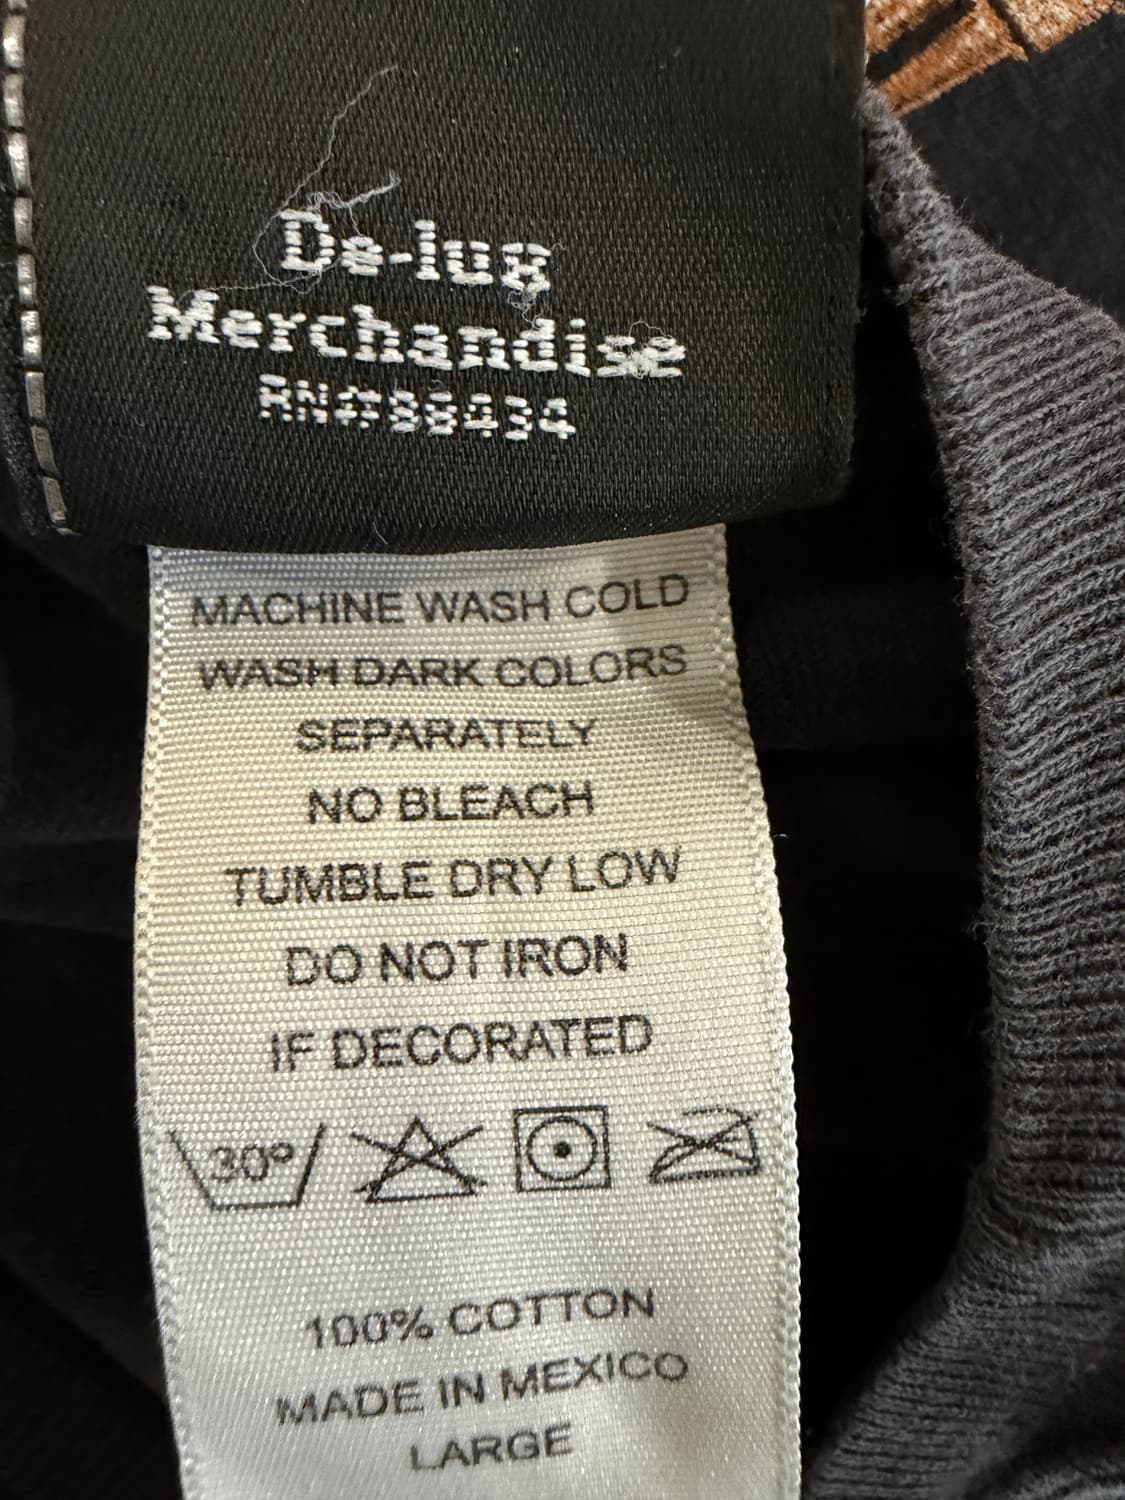 De-lug
Merchandise
RN#88434
MACHINE WASH COLD
WASH DARK COLORS
SEPARATELY
NO BLEACH
TUMBLE DRY LOW
DO NOT IRON
IF DECORATED
30°
100% COTTON
MADE IN MEXICO
LARGE